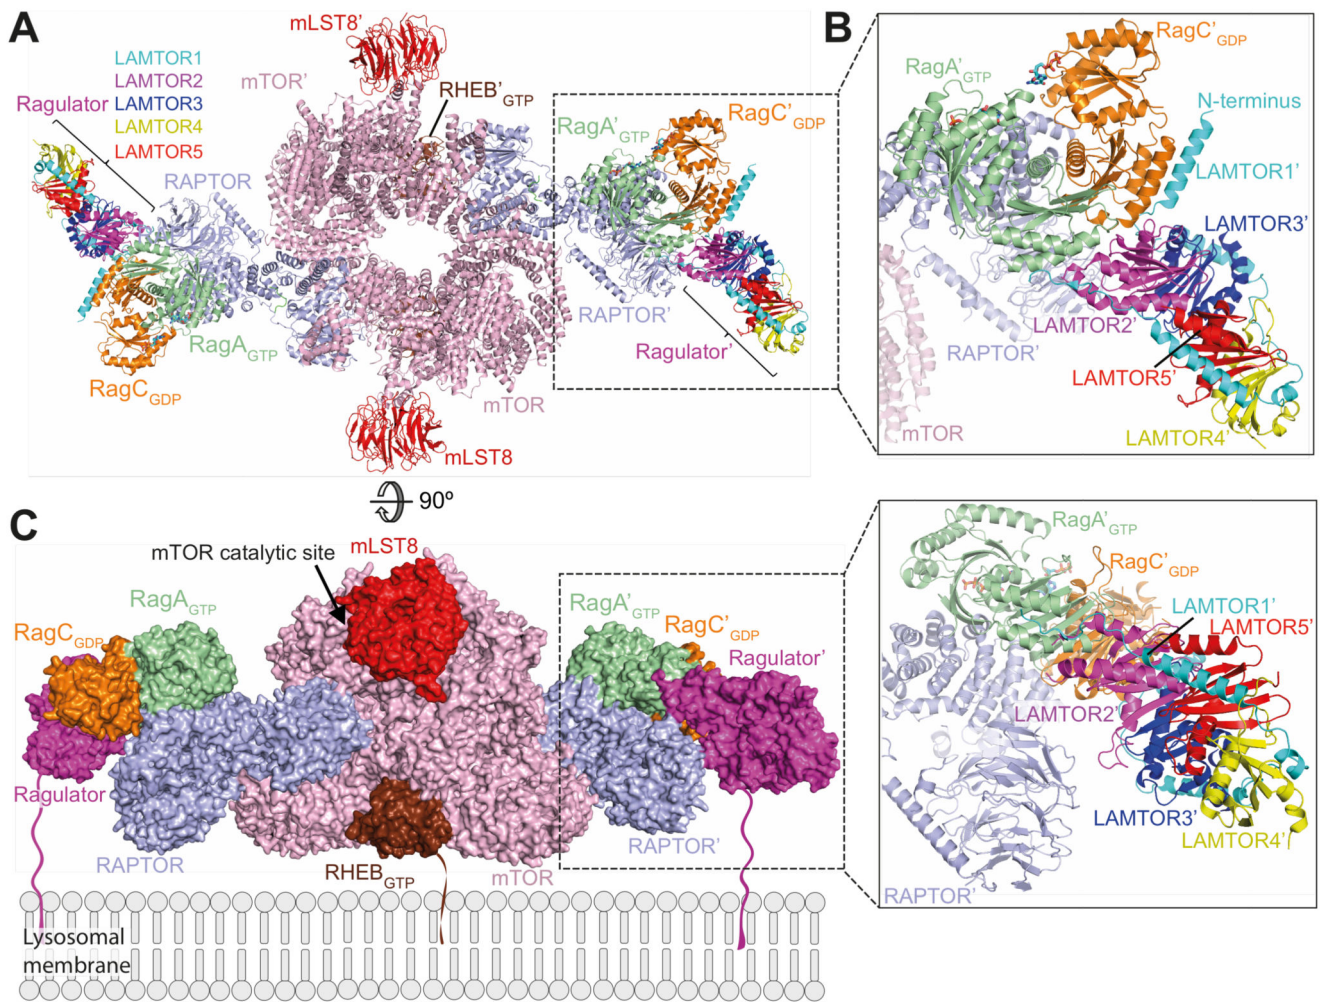 A
mLST8’
LAMTOR1
LAMTOR2
Ragulator
LAMTOR3
LAMTOR4
LAMTOR5
mTOR’
RHEB’GTP
RagA’GTP
RagC’GDP
RAPTOR
RAPTOR’
Ragulator’
RagAGTP
RagCGDP
mTOR
mLST8
90º
B
RagC’GDP
RagA’GTP
N-terminus
LAMTOR1’
LAMTOR3’
LAMTOR2’
RAPTOR’
LAMTOR5’
mTOR
LAMTOR4’
C
mTOR catalytic site
mLST8
RagAGTP
RagCGDP
RagA’GTP
RagC’GDP
Ragulator’
Ragulator
RAPTOR
RHEBGTP
mTOR
RAPTOR’
Lysosomal
membrane
RagA’GTP
RagC’GDP
LAMTOR1’
LAMTOR5’
LAMTOR2’
LAMTOR3’
LAMTOR4’
RAPTOR’